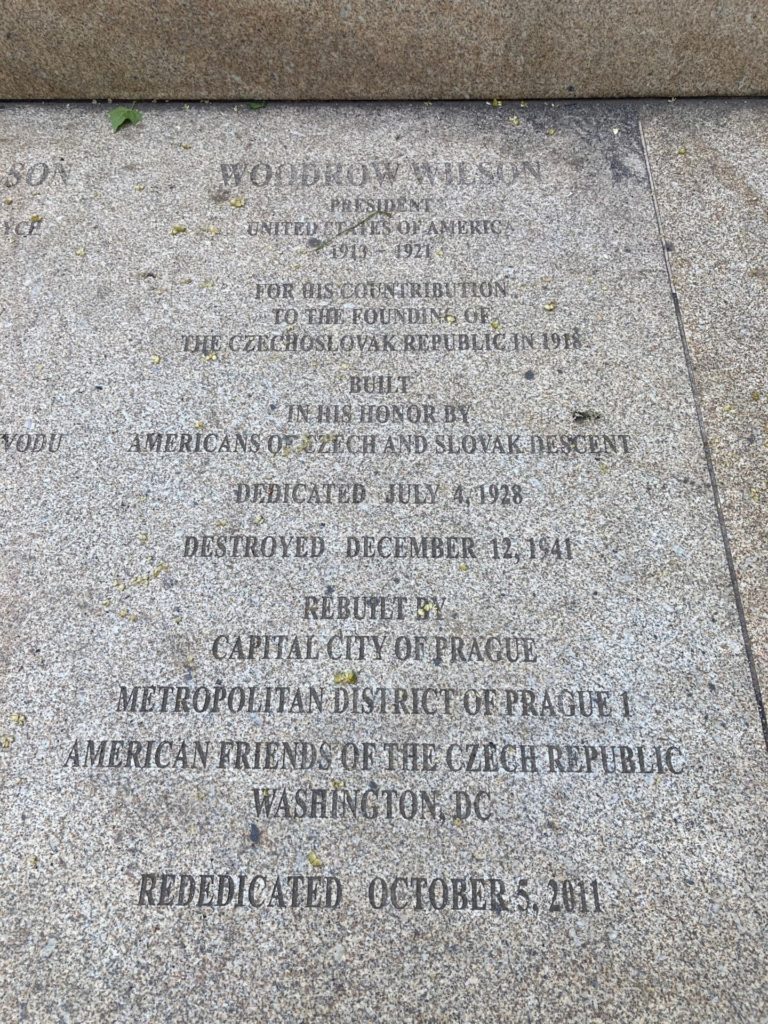 SON
WOODROW WILSON
PRESIDENT
UNITED STATES OF AMERICA
1913 – 1921
FOR HIS COUNTRIBUTION
TO THE FOUNDING OF
THE CZECHOSLOVAK REPUBLIC IN 1918
BUILT
IN HIS HONOR BY
VODU
AMERICANS OF CZECH AND SLOVAK DESCENT
DEDICATED JULY 4, 1928
DESTROYED DECEMBER 12, 1941
REBUILT BY
CAPITAL CITY OF PRAGUE
METROPOLITAN DISTRICT OF PRAGUE 1
AMERICAN FRIENDS OF THE CZECH REPUBLIC
WASHINGTON, DC
REDEDICATED OCTOBER 5, 2011